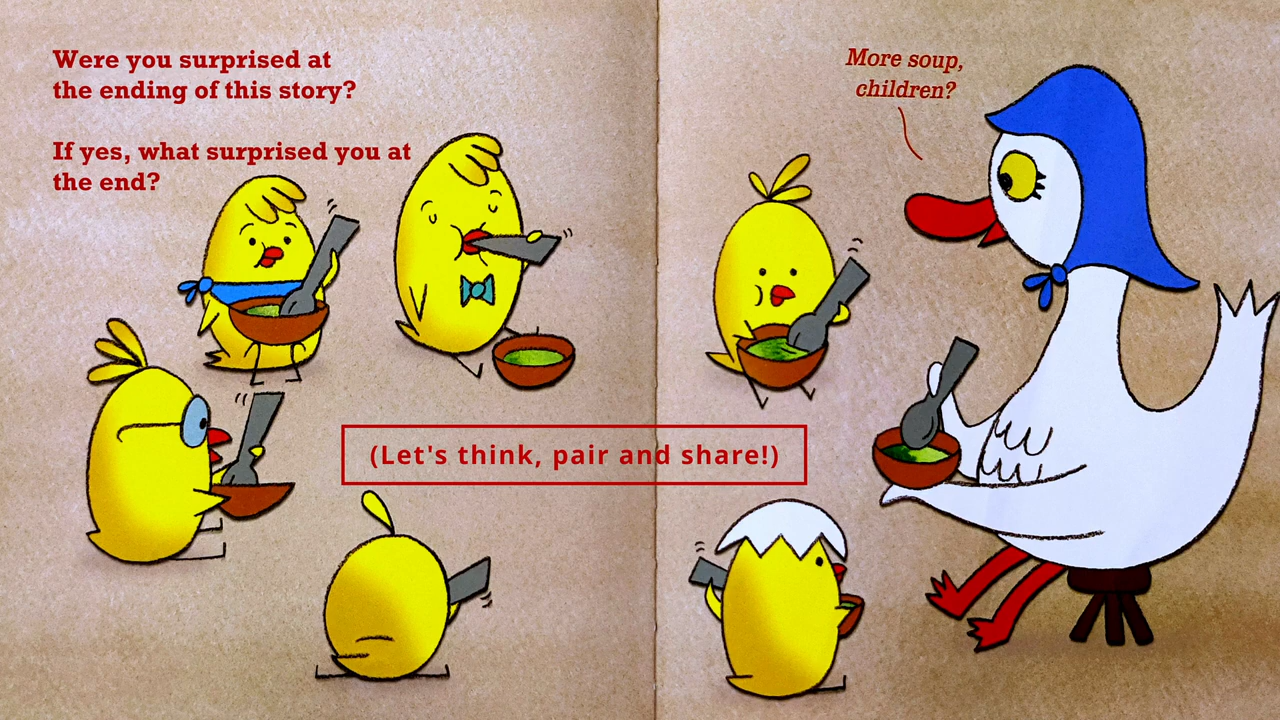 Were you surprised at
the ending of this story?
If yes, what surprised you at
the end?
More soup,
children?
(Let's think, pair and share!)